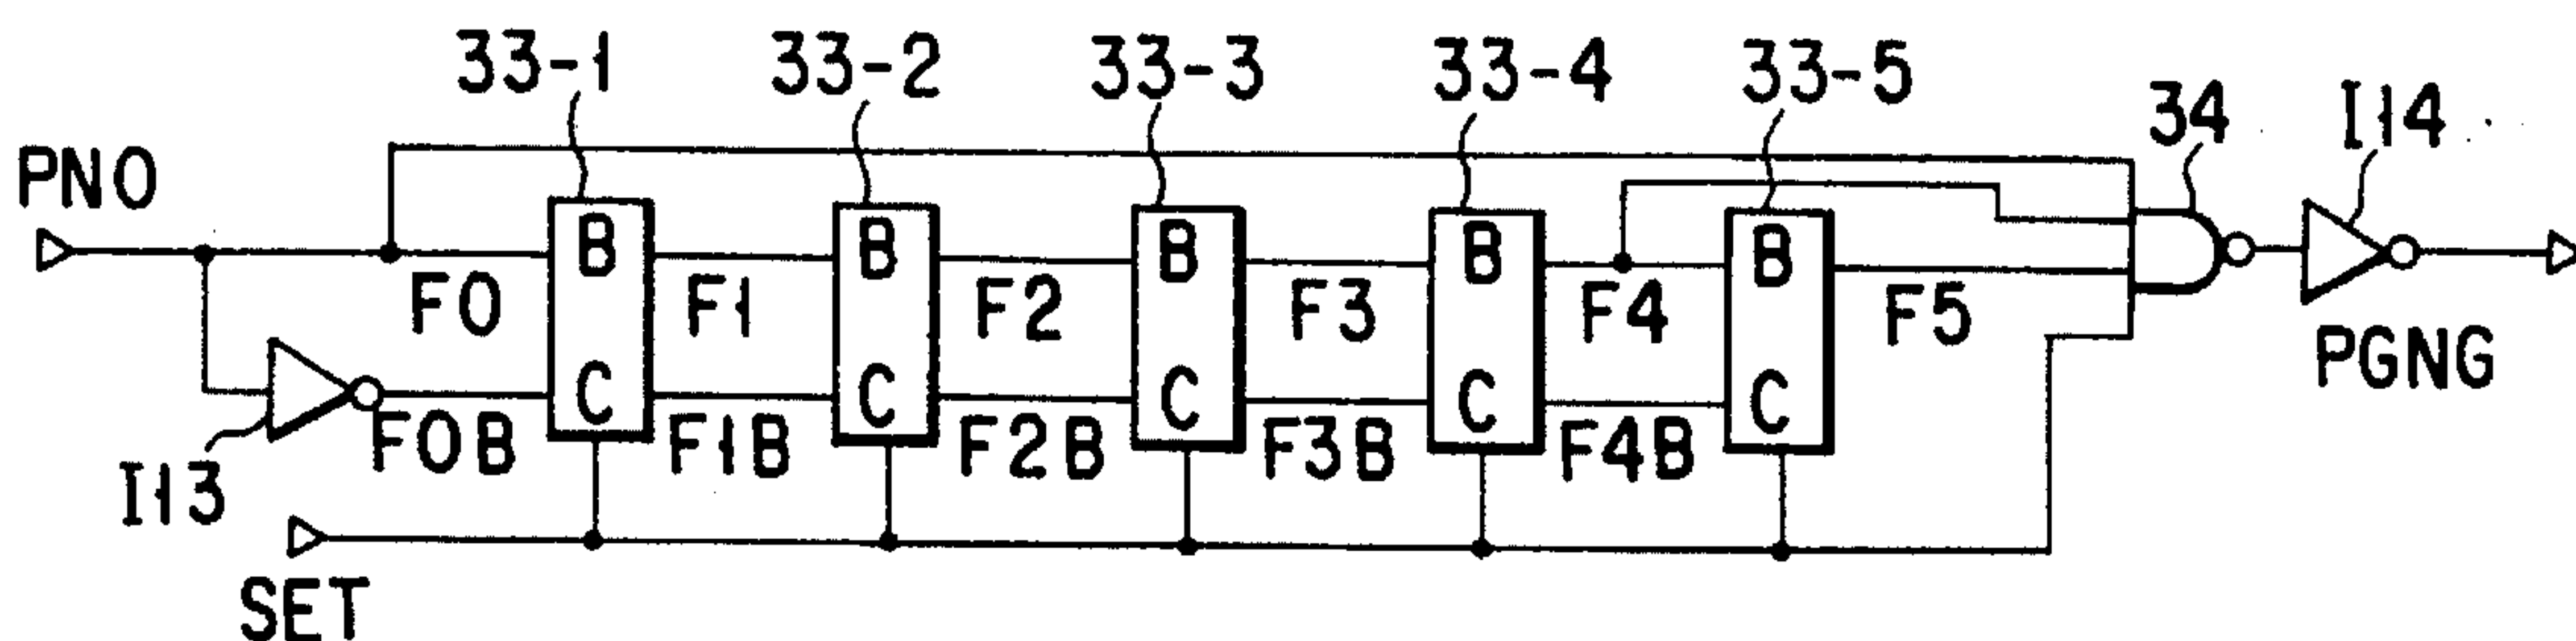 33-1 33-2 33-3 33-4 33-5 34 I14
PNO
B B B B B
F0 F1 F2 F3 F4 F5
PGNG
C C C C C
F0B F1B F2B F3B F4B
I13
SET